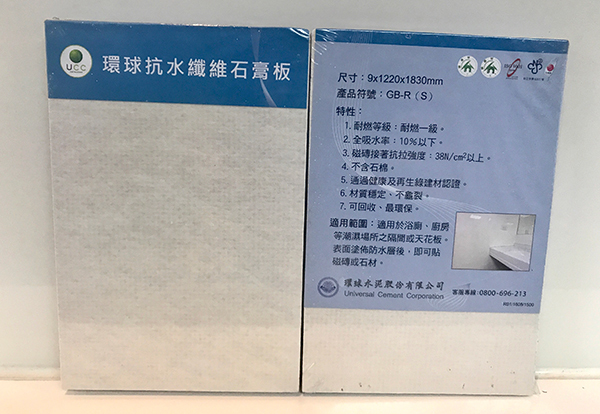 UCC
環球抗水纖維石膏板
尺寸：9x1220x1830mm
產品符號：GB-R（S）
特性：
1. 耐燃等級：耐燃一級。
2. 全吸水率：10％以下。
3. 磁磚接著抗拉強度：38N/cm²以上。
4. 不含石棉。
5. 通過健康及再生綠建材認證。
6. 材質穩定、不龜裂。
7. 可回收、最環保。
適用範圍：適用於浴廁、廚房
等潮濕場所之隔間或天花板。
表面塗佈防水層後，即可貼
磁磚或石材。
環球水泥股份有限公司
Universal Cement Corporation
客服專線：0800-696-213